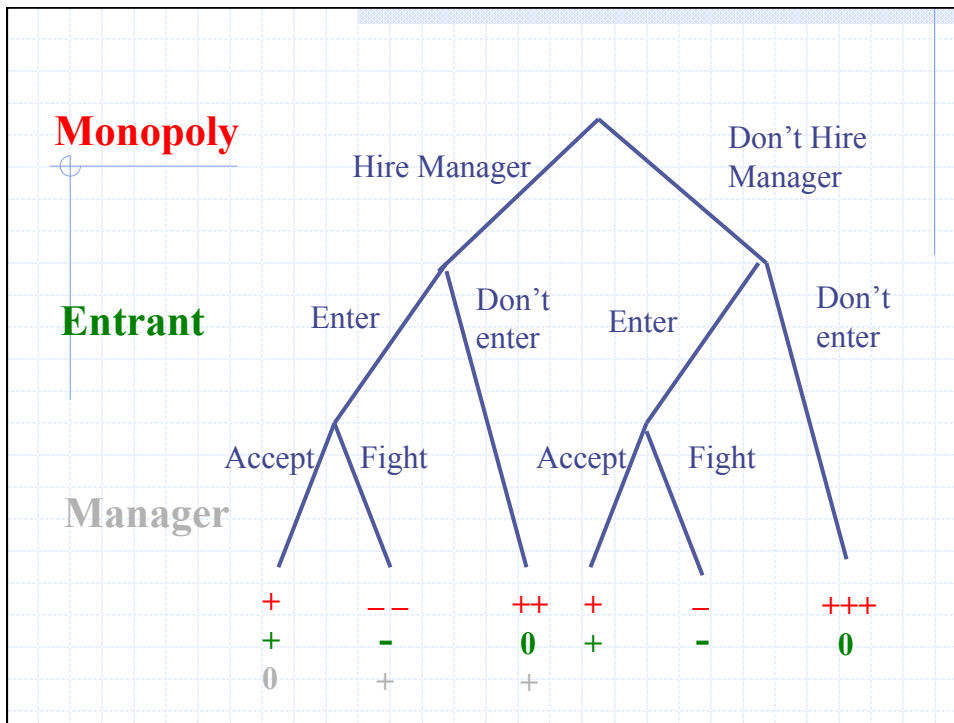 Monopoly
Hire Manager
Don't Hire
Manager
Entrant
Enter
Don't
enter
Enter
Don't
enter
Accept
Fight
Accept
Fight
Manager
+ – – ++ + – +++
+ - 0 + - 0
0 + +